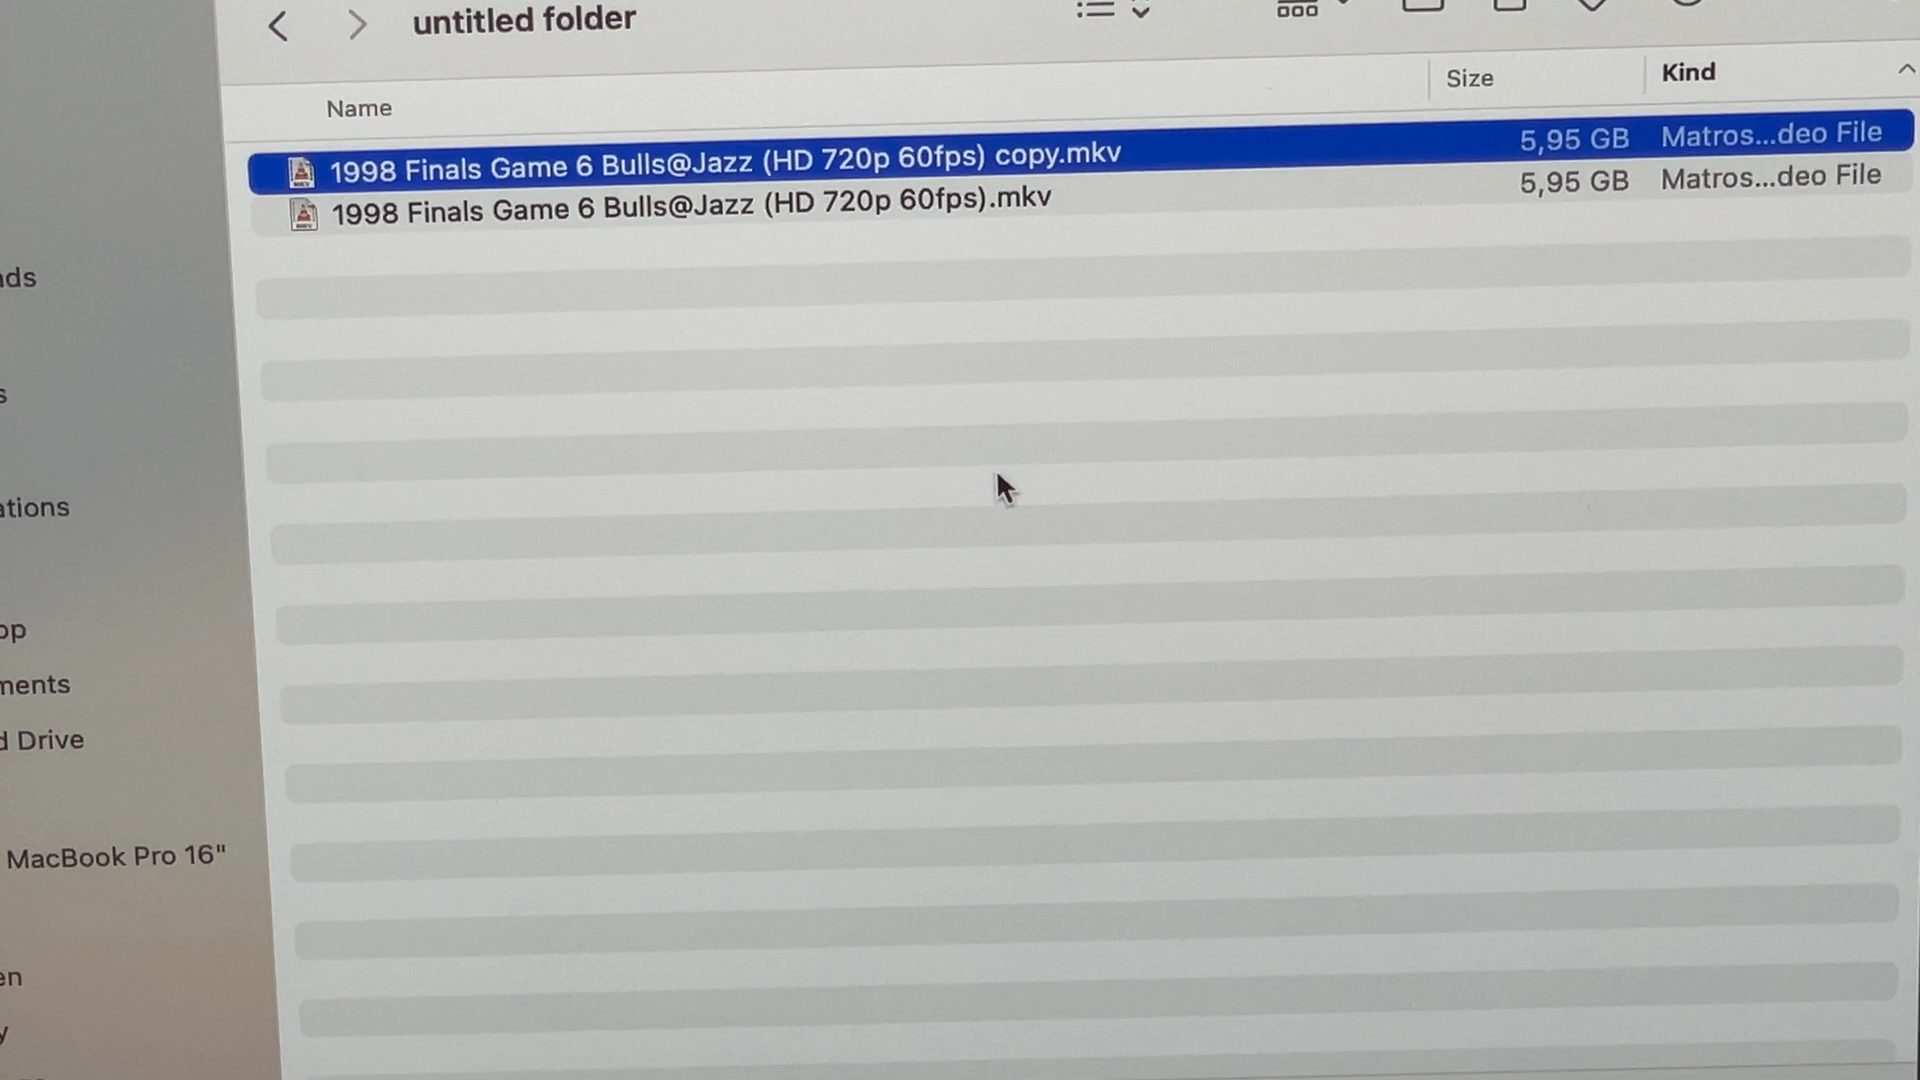 untitled folder
Name
Size
Kind
1998 Finals Game 6 Bulls@Jazz (HD 720p 60fps) copy.mkv
5,95 GB
Matros...deo File
1998 Finals Game 6 Bulls@Jazz (HD 720p 60fps).mkv
5,95 GB
Matros...deo File
nds
s
ations
op
ments
d Drive
MacBook Pro 16"
en
y